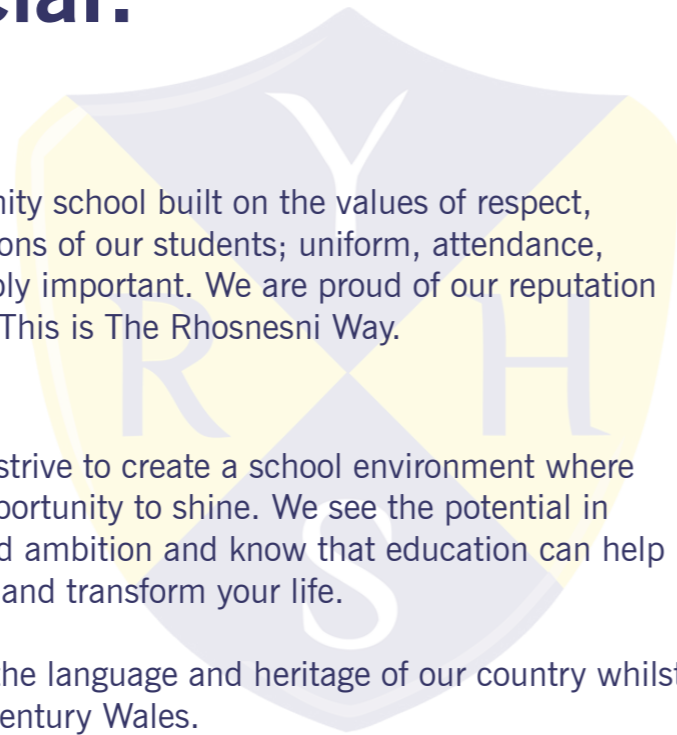 cial.
Y
nity school built on the values of respect,
ons of our students; uniform, attendance,
bly important. We are proud of our reputation
This is The Rhosnesni Way.
R H
strive to create a school environment where
portunity to shine. We see the potential in
d ambition and know that education can help
and transform your life.
S
the language and heritage of our country whilst
entury Wales.